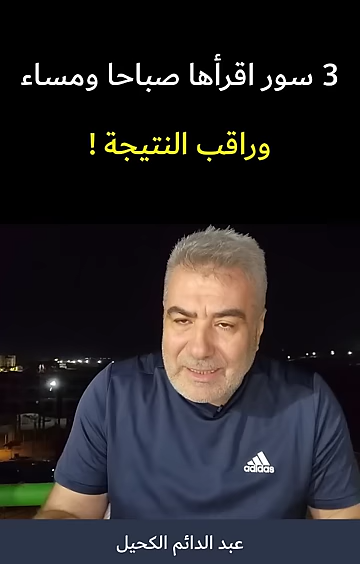 3 سور اقرأها صباحا ومساء
وراقب النتيجة !
adidas
عبد الدائم الكحيل